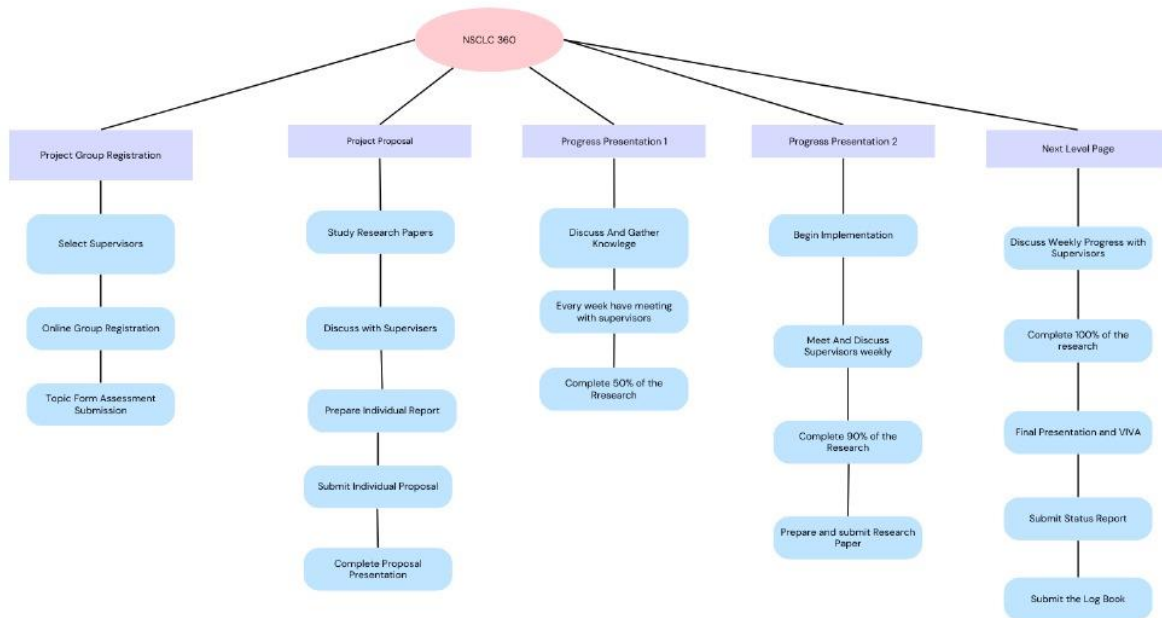 NSCLC 360
Project Group Registration
Select Supervisors
Online Group Registration
Topic Form Assessment
Submission
Project Proposal
Study Research Papers
Discuss with Supervisers
Prepare Individual Report
Submit Individual Proposal
Complete Proposal
Presentation
Progress Presentation 1
Discuss And Gather
Knowlege
Every week have meeting
with supervisors
Complete 50% of the
Rresearch
Progress Presentation 2
Begin Implementation
Meet And Discuss
Supervisors weekly
Complete 90% of the
Research
Prepare and submit Research
Paper
Next Level Page
Discuss Weekly Progress with
Supervisors
Complete 100% of the
research
Final Presentation and VIVA
Submit Status Report
Submit the Log Book